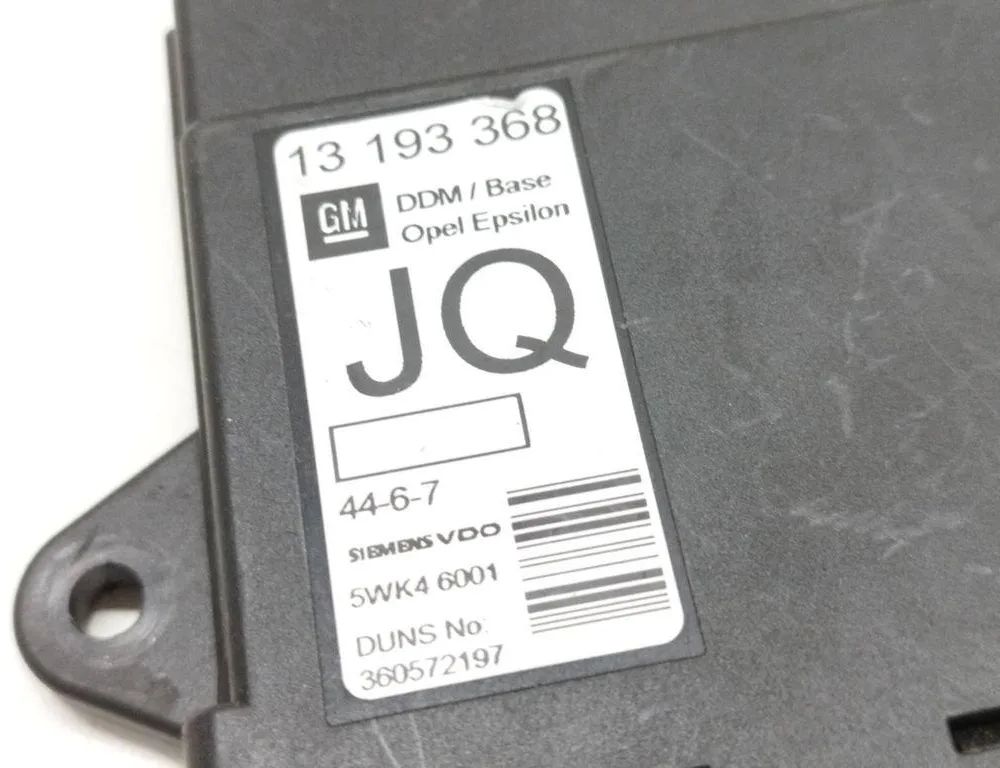 13 193 368
GM
DDM / Base
Opel Epsilon
JQ
44-6-7
SIEMENS VDO
5WK4 6001
DUNS No:
360572197